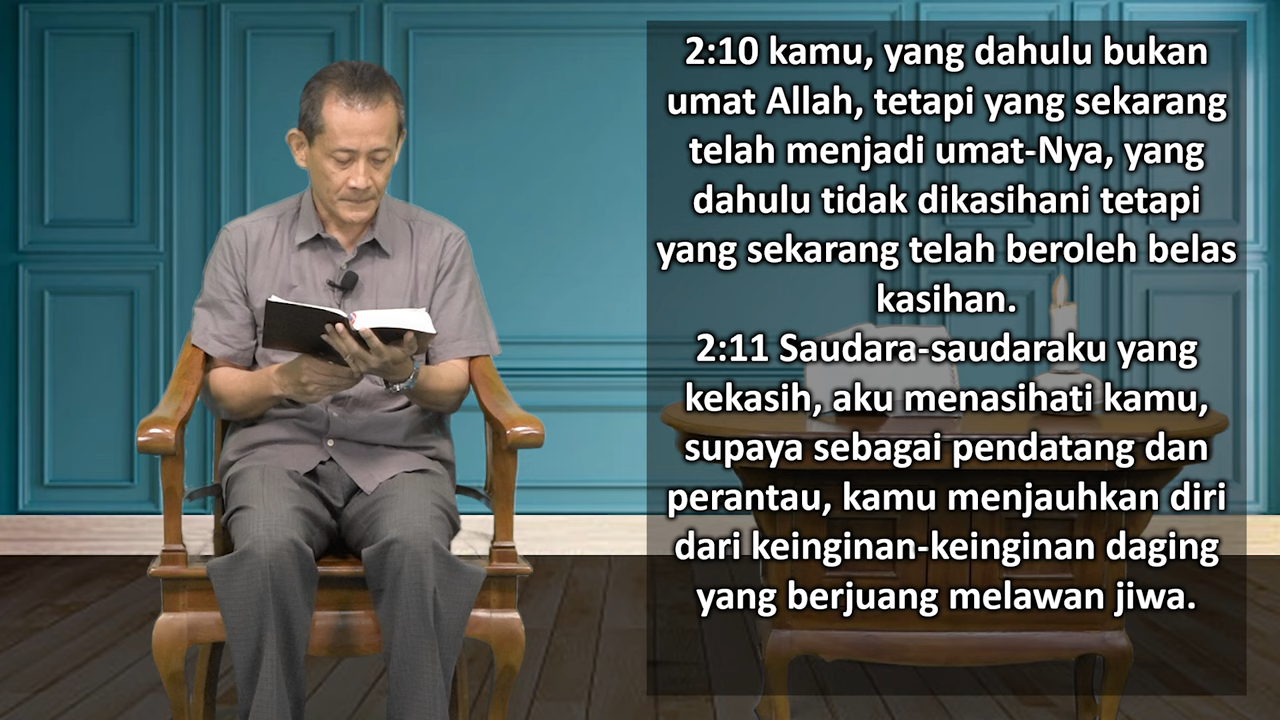 2:10 kamu, yang dahulu bukan
umat Allah, tetapi yang sekarang
telah menjadi umat-Nya, yang
dahulu tidak dikasihani tetapi
yang sekarang telah beroleh belas
kasihan.
2:11 Saudara-saudaraku yang
kekasih, aku menasihati kamu,
supaya sebagai pendatang dan
perantau, kamu menjauhkan diri
dari keinginan-keinginan daging
yang berjuang melawan jiwa.